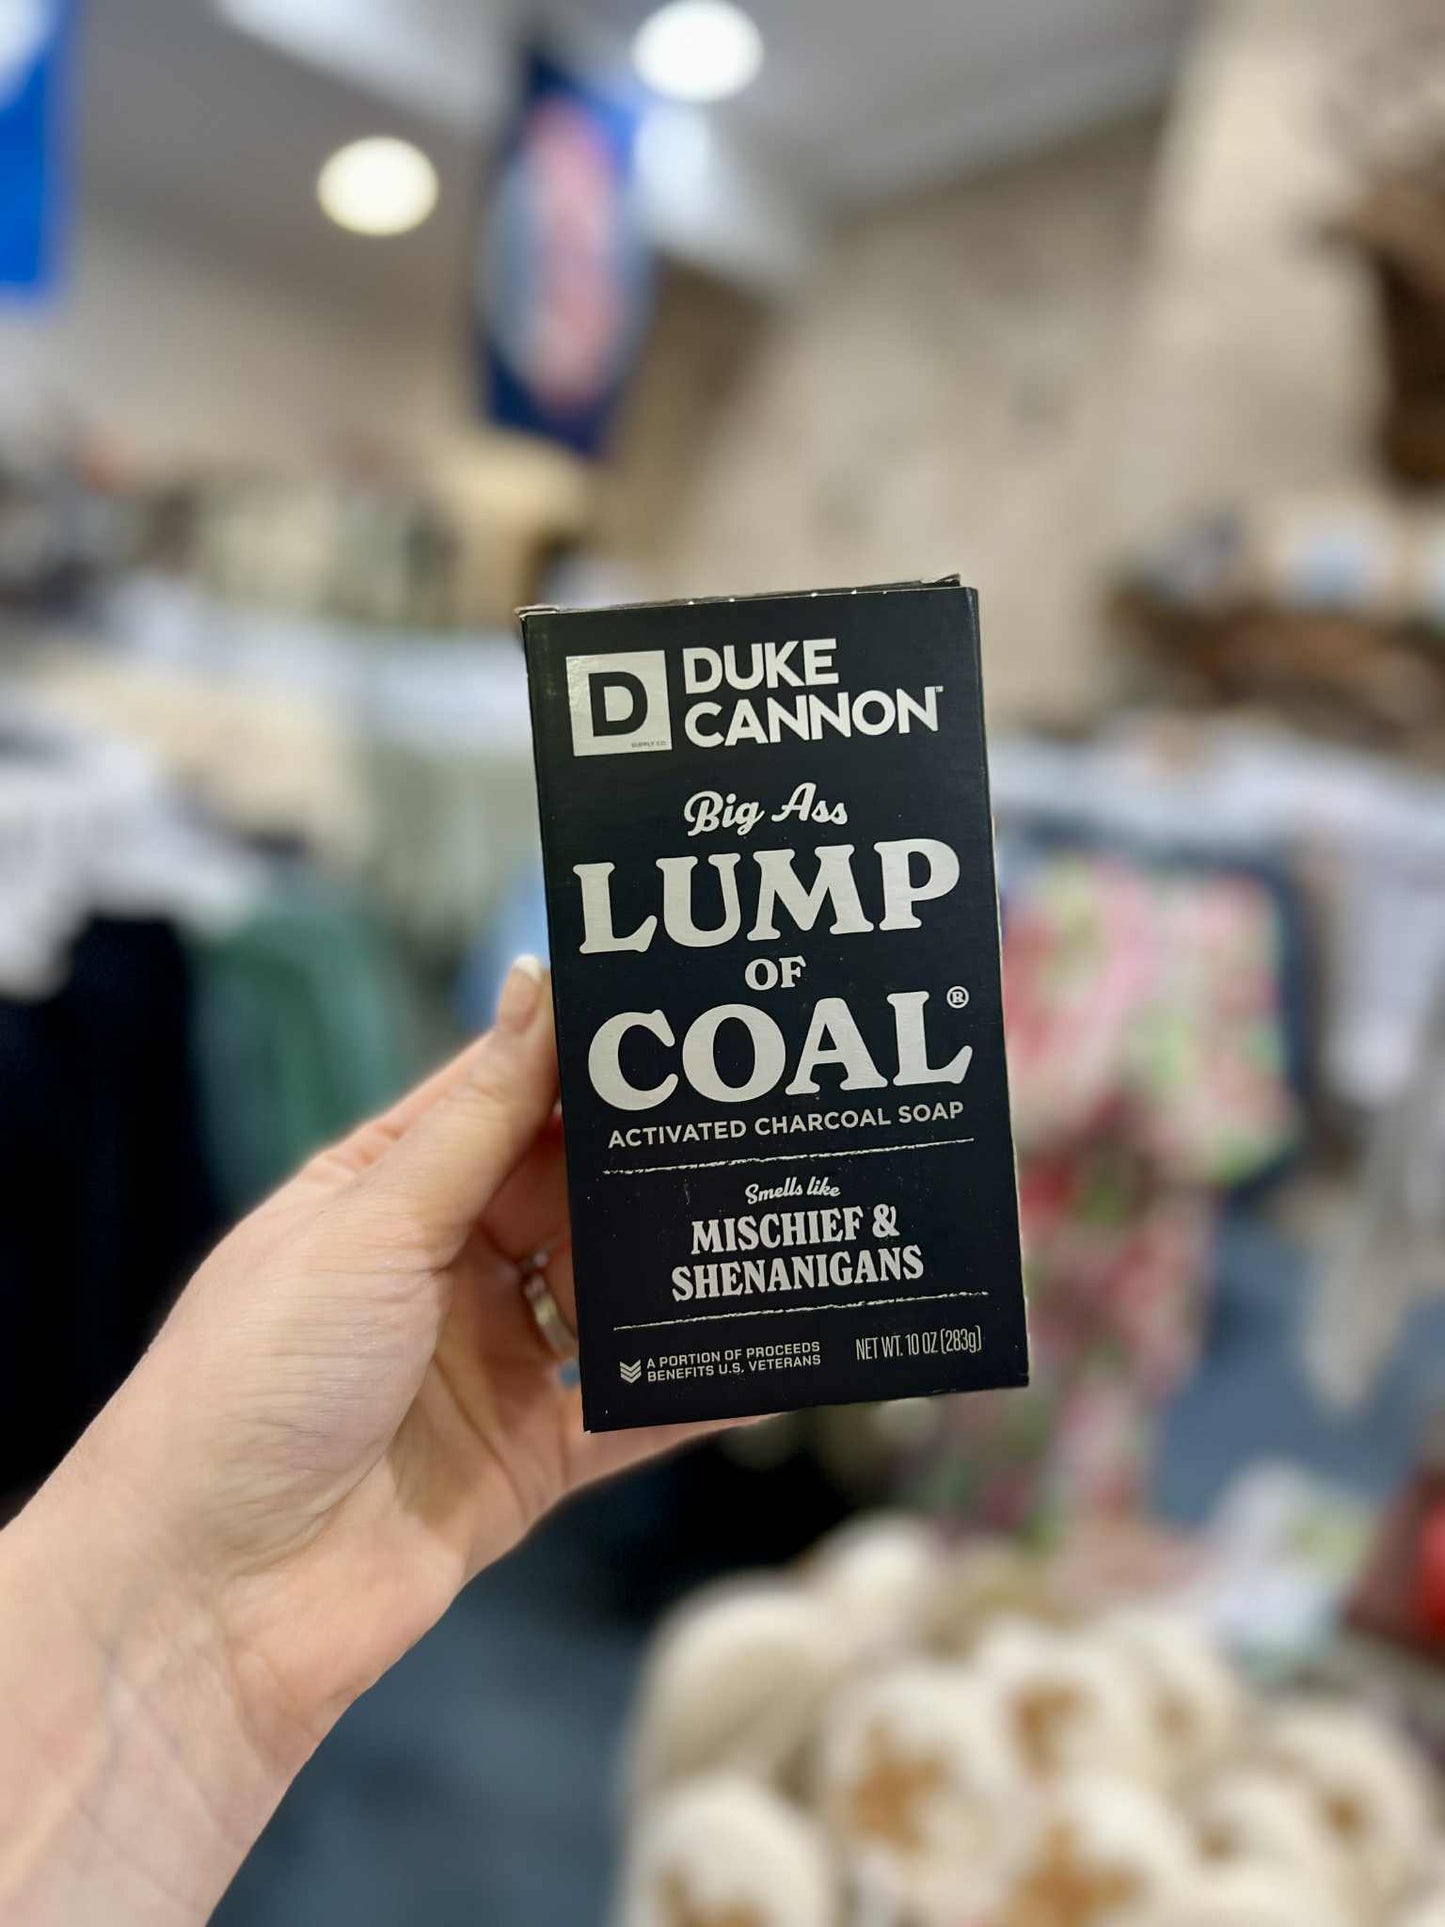 D
SUPPLY CO.
DUKE
CANNON™
Big Ass
LUMP
OF
COAL®
ACTIVATED CHARCOAL SOAP
Smells like
MISCHIEF &
SHENANIGANS
A PORTION OF PROCEEDS
BENEFITS U.S. VETERANS
NET WT. 10 OZ (283g)